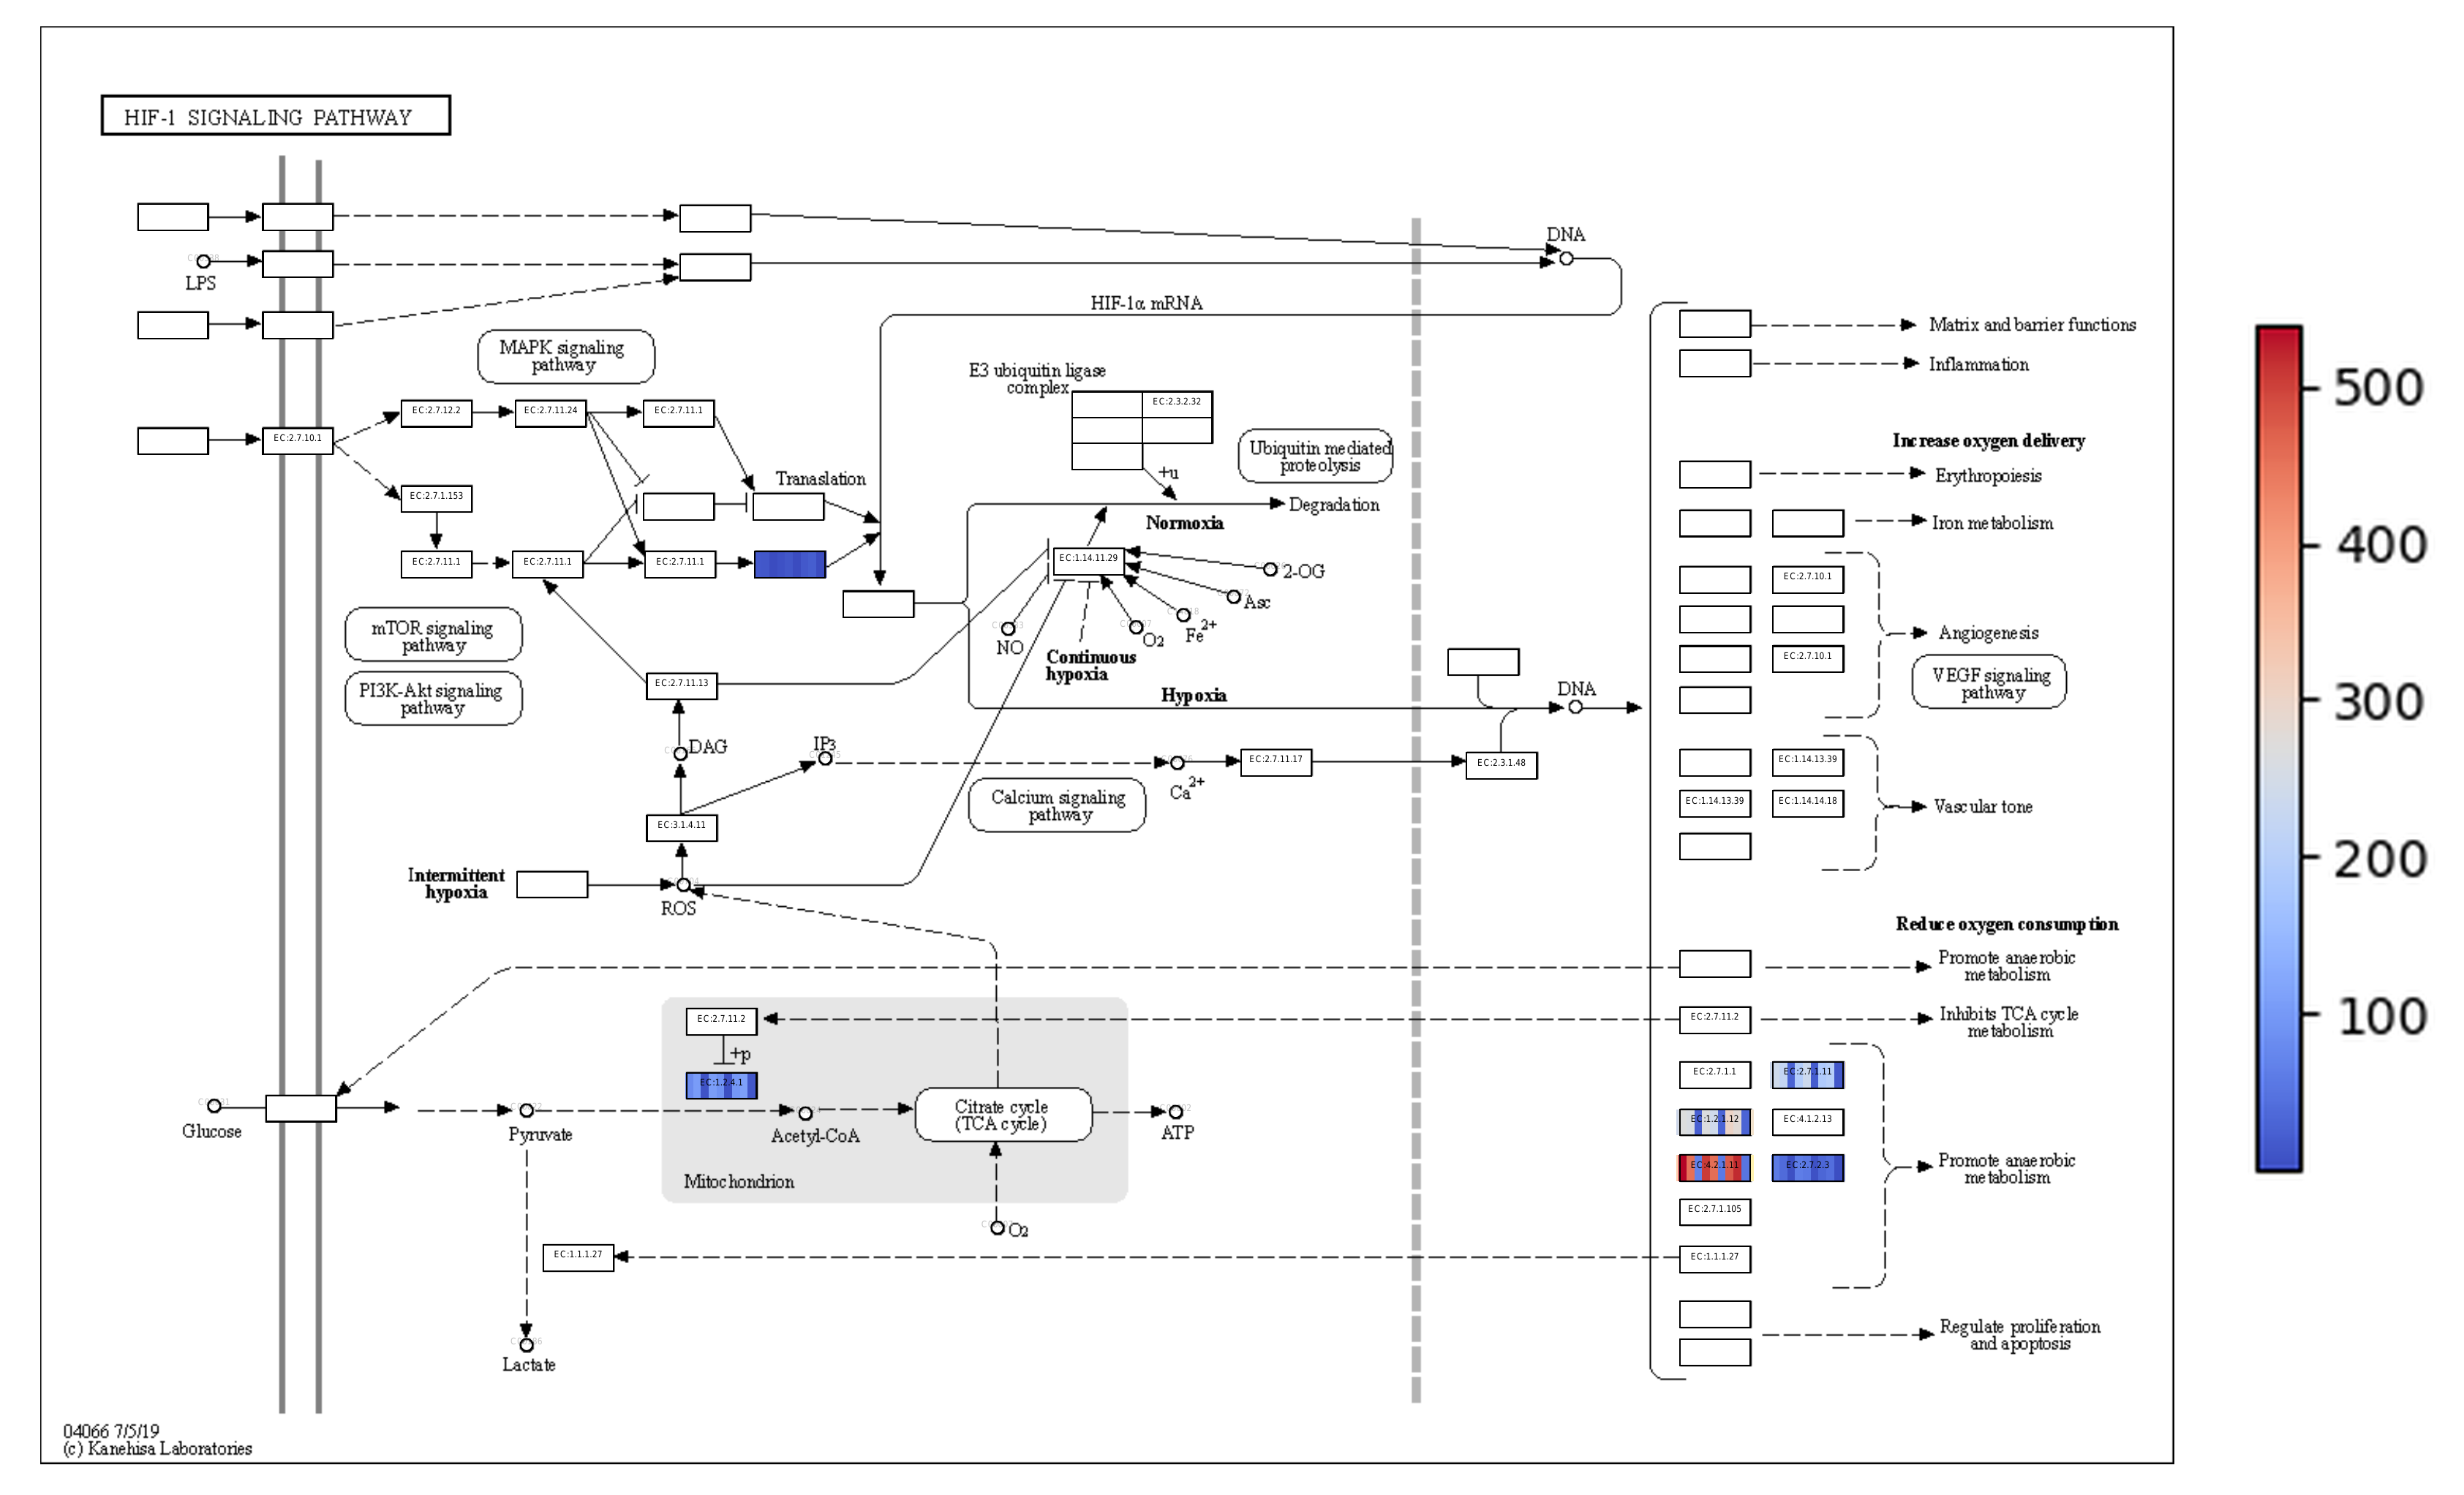 HIF-1 SIGNALING PATHWAY
DNA
LPS
HIF-1α mRNA
MAPK signaling
pathway
Matrix and barrier functions
E3 ubiquitin ligase
complex
Inflammation
EC:2.7.12.2
EC:2.7.11.24
EC:2.7.11.1
EC:2.3.2.32
EC:2.7.10.1
Ubiquitin mediated
proteolysis
Increase oxygen delivery
+u
Erythropoiesis
Tranaslation
EC:2.7.1.153
Degradation
Normoxia
Iron metabolism
EC:2.7.11.1
EC:2.7.11.1
EC:2.7.11.1
EC:1.14.11.29
2-OG
Asc
Fe2+
O2
NO
EC:2.7.10.1
mTOR signaling
pathway
Angiogenesis
Continuous
hypoxia
EC:2.7.10.1
PI3K-Akt signaling
pathway
EC:2.7.11.13
VEGF signaling
pathway
Hypoxia
DNA
DAG
IP3
Ca2+
EC:2.7.11.17
EC:2.3.1.48
EC:1.14.13.39
Calcium signaling
pathway
EC:1.14.13.39
EC:1.14.14.18
Vascular tone
EC:3.1.4.11
Intermittent
hypoxia
ROS
Reduce oxygen consumption
Promote anaerobic
metabolism
EC:2.7.11.2
EC:2.7.11.2
Inhibits TCA cycle
metabolism
+p
EC:1.2.4.1
EC:2.7.1.1
EC:2.7.1.11
Glucose
Pyruvate
Acetyl-CoA
Citrate cycle
(TCA cycle)
ATP
EC:1.2.1.12
EC:4.1.2.13
Mitochondrion
EC:4.2.1.11
EC:2.7.2.3
Promote anaerobic
metabolism
O2
EC:2.7.1.105
EC:1.1.1.27
EC:1.1.1.27
Lactate
Regulate proliferation
and apoptosis
04066 7/5/19
(c) Kanehisa Laboratories
500
400
300
200
100